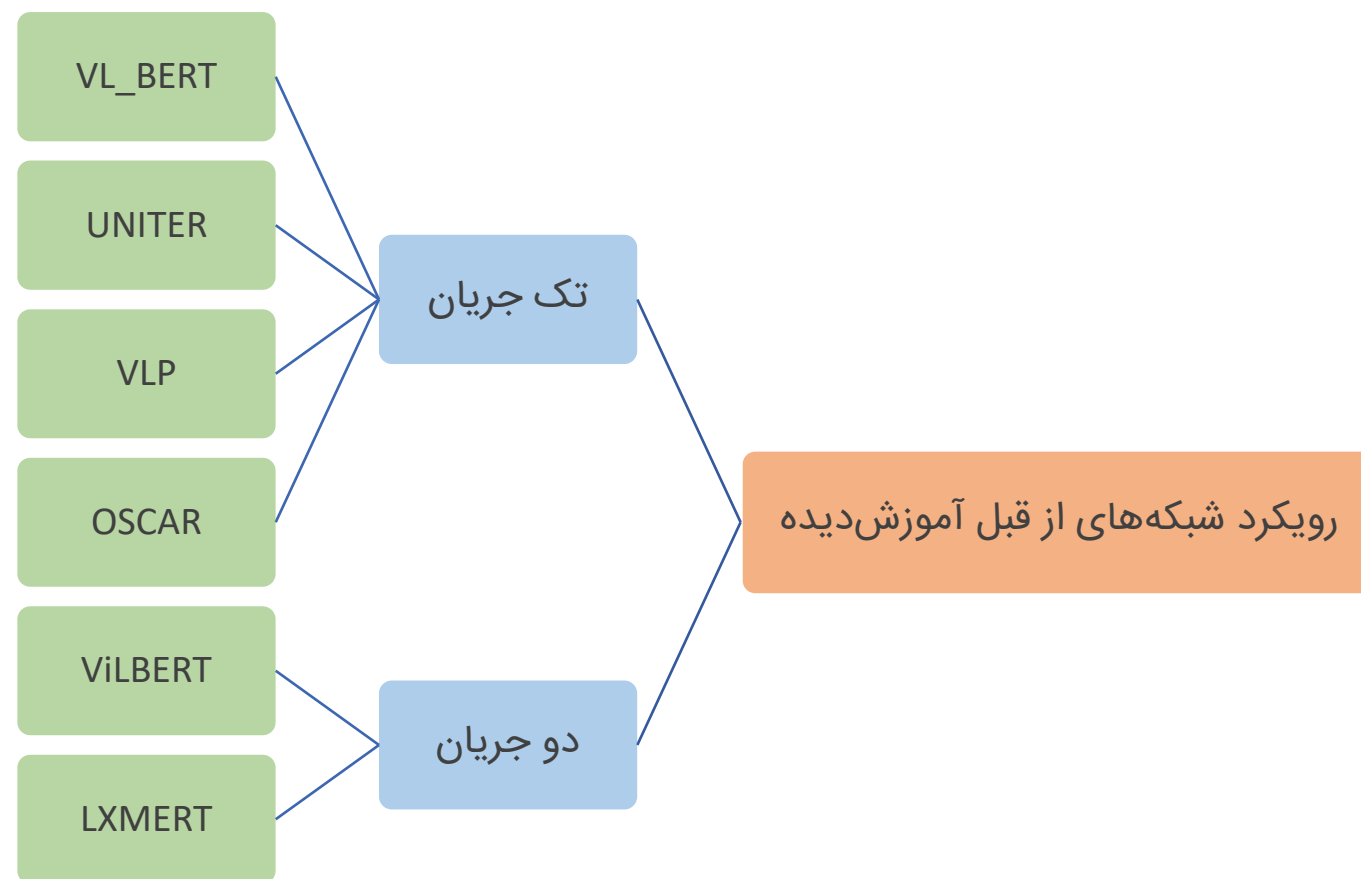 رویکرد شبکه‌های از قبل آموزش‌دیده
تک جریان
VL_BERT
UNITER
VLP
OSCAR
دو جریان
ViLBERT
LXMERT